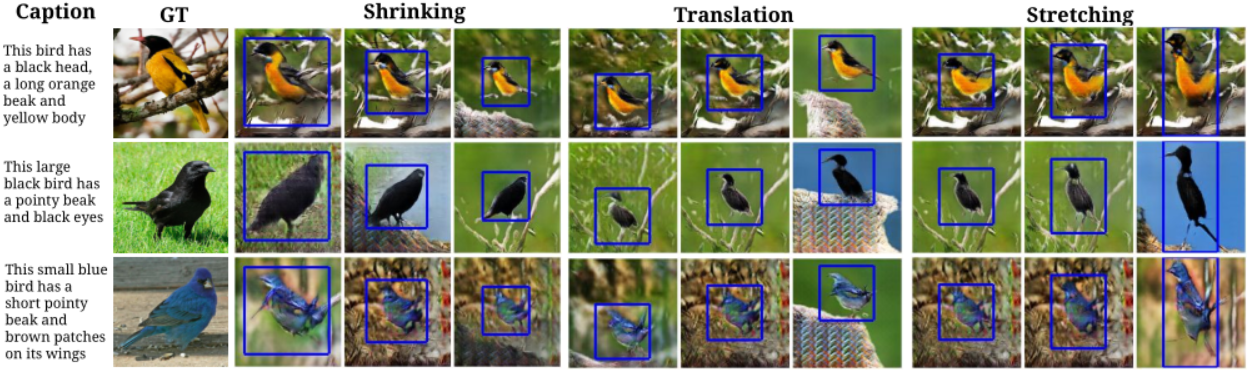 Caption GT Shrinking Translation Stretching
This bird has
a black head,
a long orange
beak and
yellow body
This large
black bird has
a pointy beak
and black eyes
This small blue
bird has a
short pointy
beak and
brown patches
on its wings